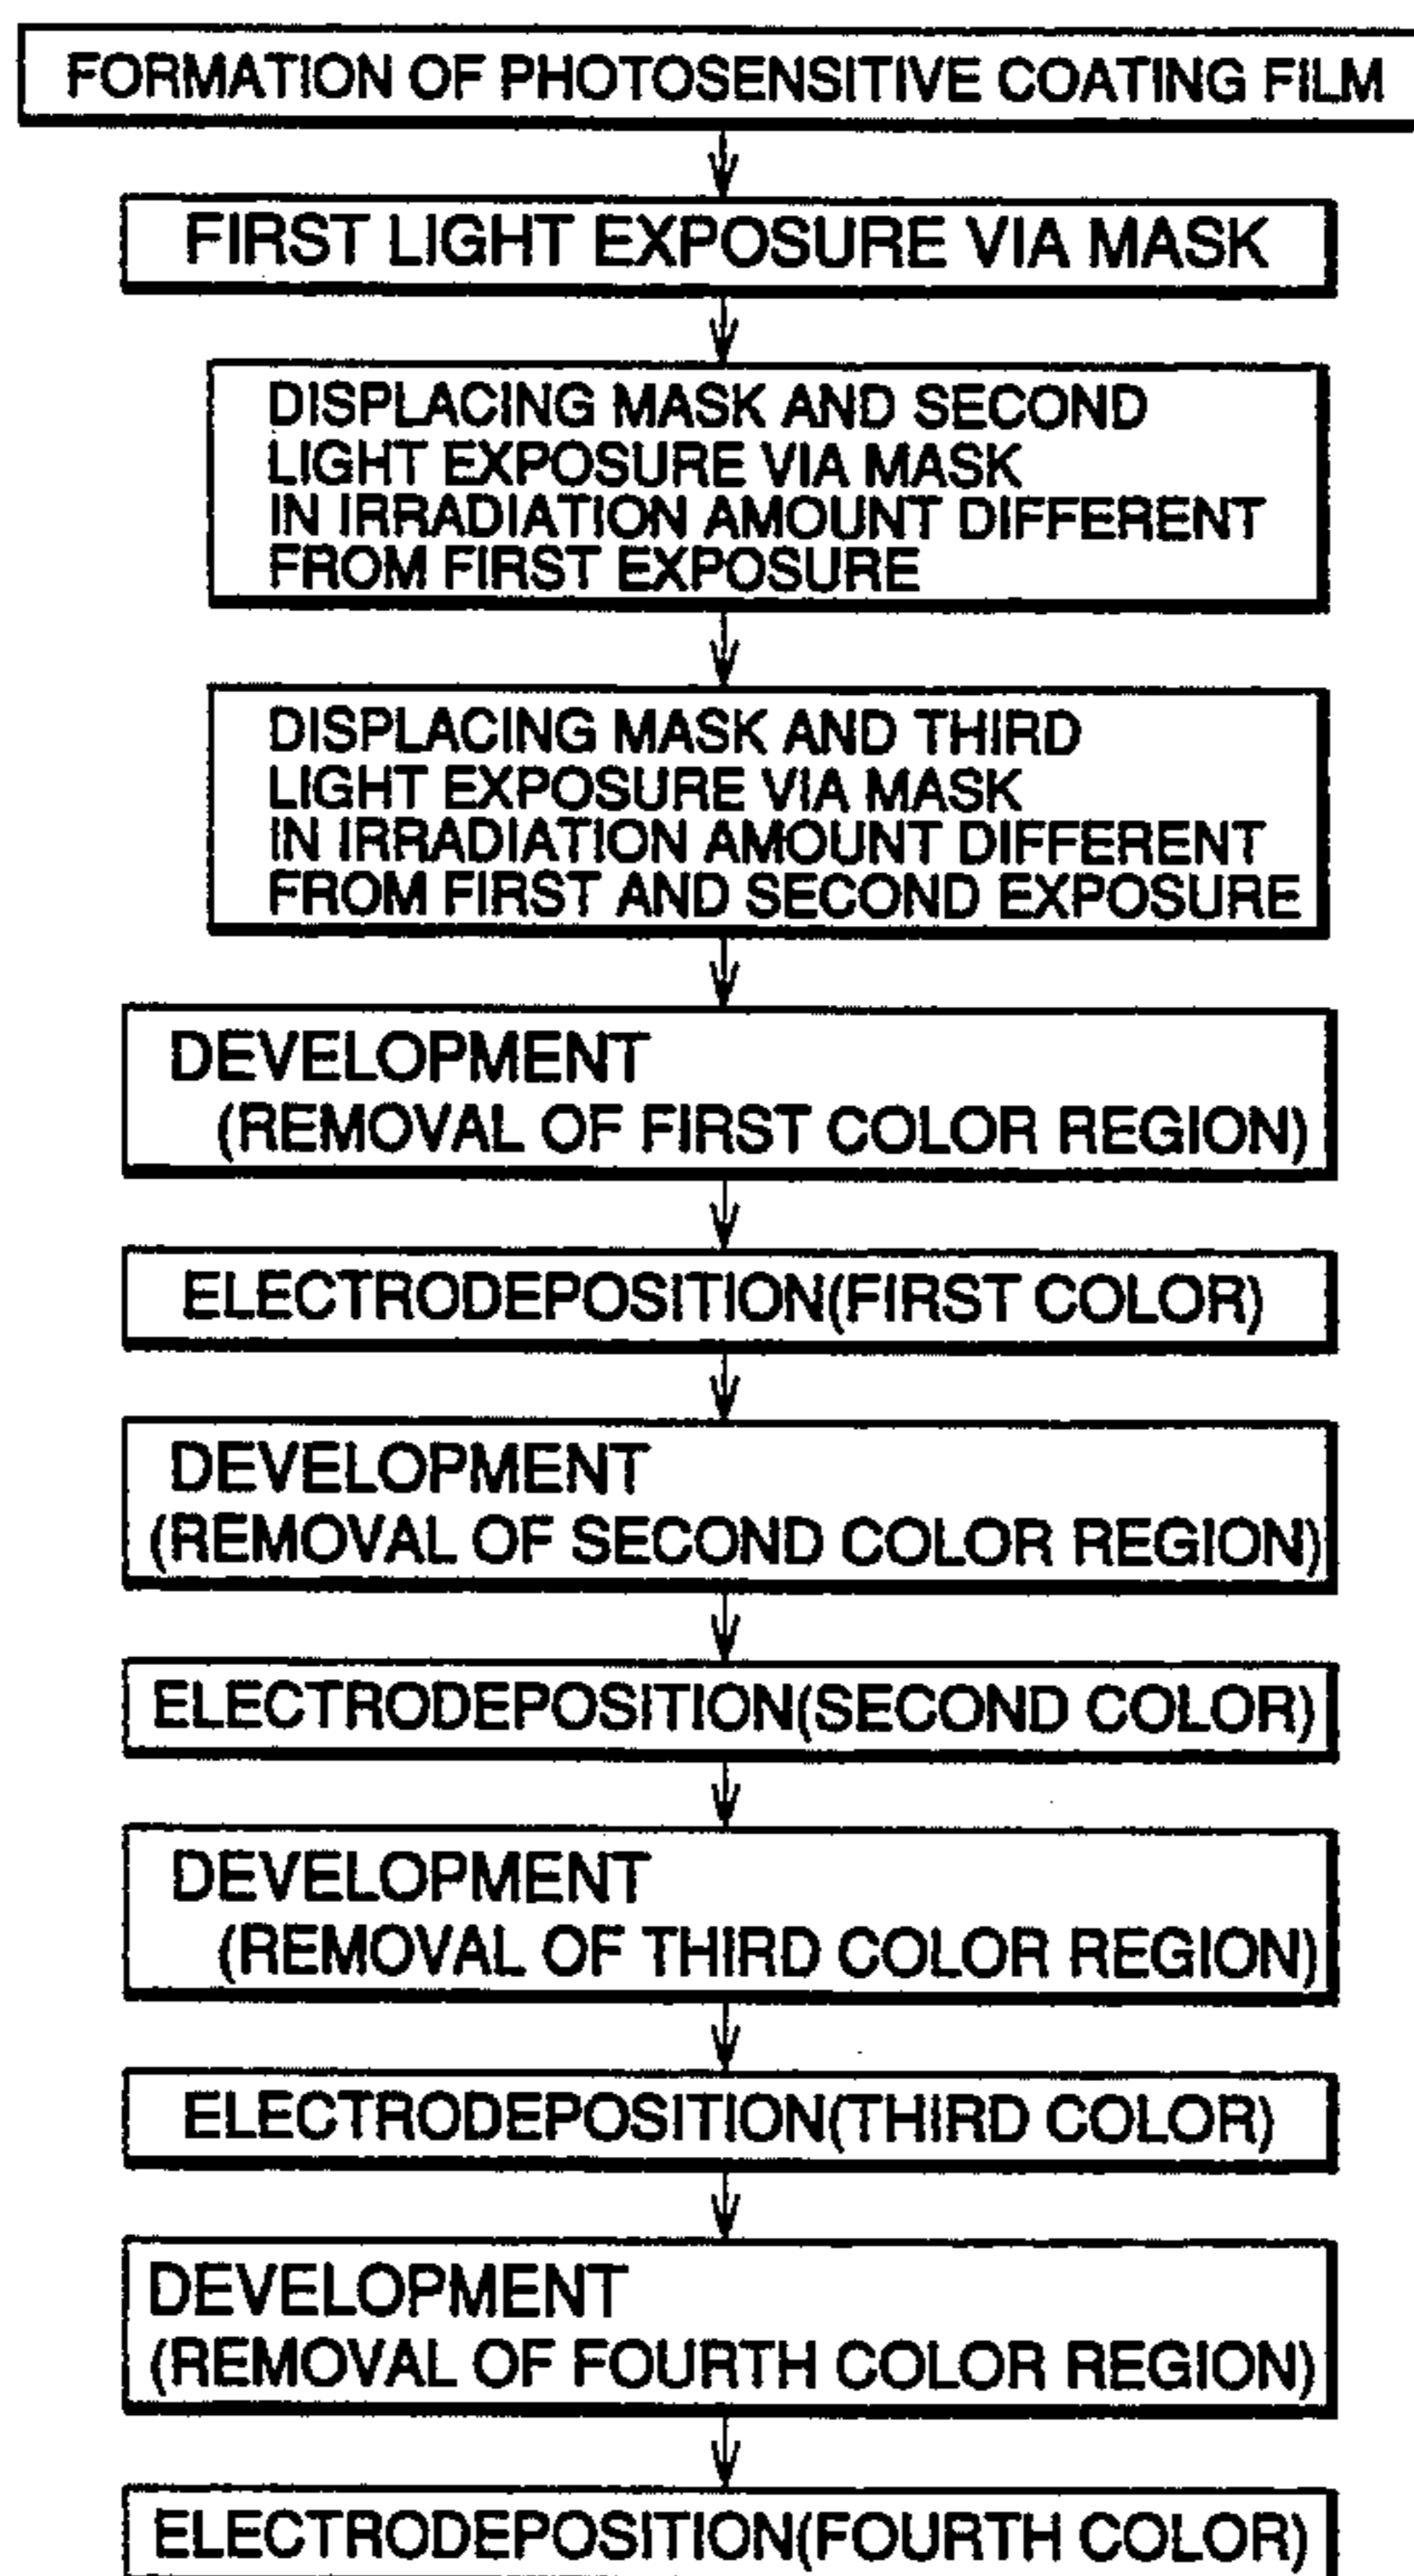 FORMATION OF PHOTOSENSITIVE COATING FILM
FIRST LIGHT EXPOSURE VIA MASK
DISPLACING MASK AND SECOND
LIGHT EXPOSURE VIA MASK
IN IRRADIATION AMOUNT DIFFERENT
FROM FIRST EXPOSURE
DISPLACING MASK AND THIRD
LIGHT EXPOSURE VIA MASK
IN IRRADIATION AMOUNT DIFFERENT
FROM FIRST AND SECOND EXPOSURE
DEVELOPMENT
(REMOVAL OF FIRST COLOR REGION)
ELECTRODEPOSITION(FIRST COLOR)
DEVELOPMENT
(REMOVAL OF SECOND COLOR REGION)
ELECTRODEPOSITION(SECOND COLOR)
DEVELOPMENT
(REMOVAL OF THIRD COLOR REGION)
ELECTRODEPOSITION(THIRD COLOR)
DEVELOPMENT
(REMOVAL OF FOURTH COLOR REGION)
ELECTRODEPOSITION(FOURTH COLOR)